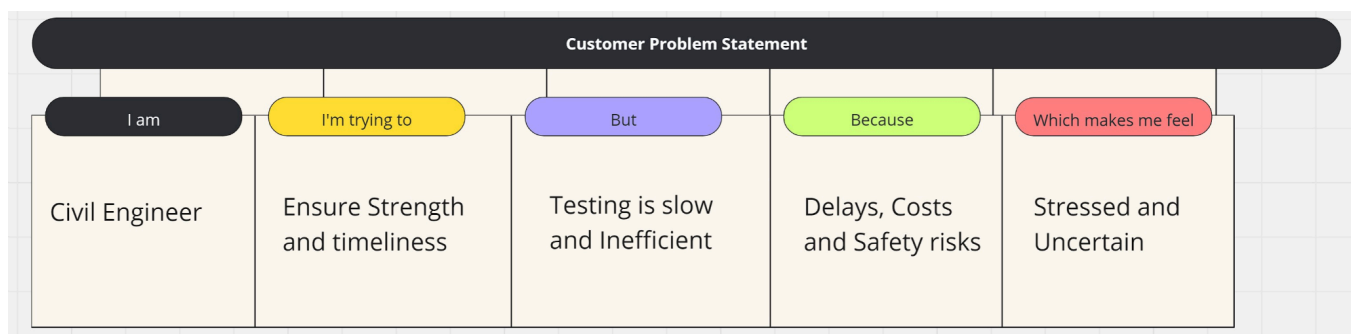 Customer Problem Statement
I am
I'm trying to
But
Because
Which makes me feel
Civil Engineer
Ensure Strength
and timeliness
Testing is slow
and Inefficient
Delays, Costs
and Safety risks
Stressed and
Uncertain